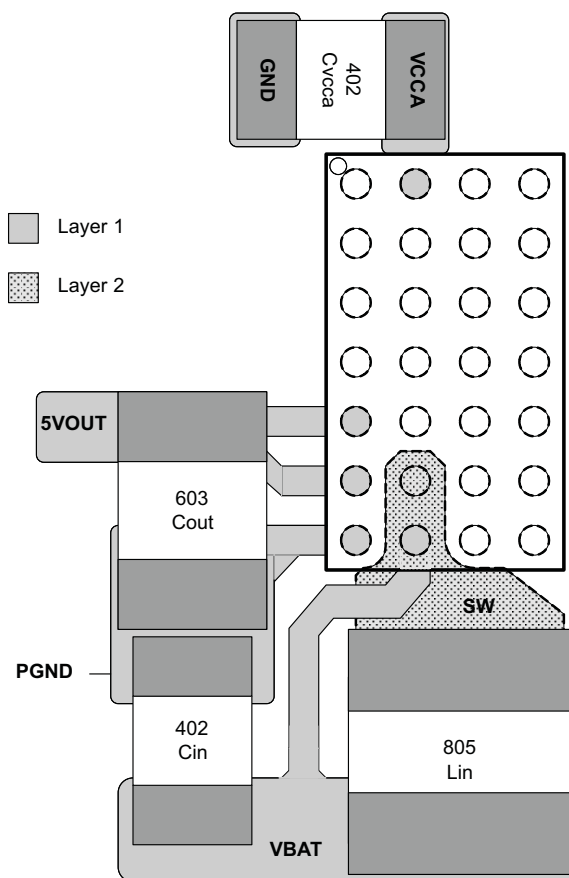 GND
402
Cvcca
VCCA
Layer 1
Layer 2
5VOUT
603
Cout
SW
PGND
402
Cin
805
Lin
VBAT